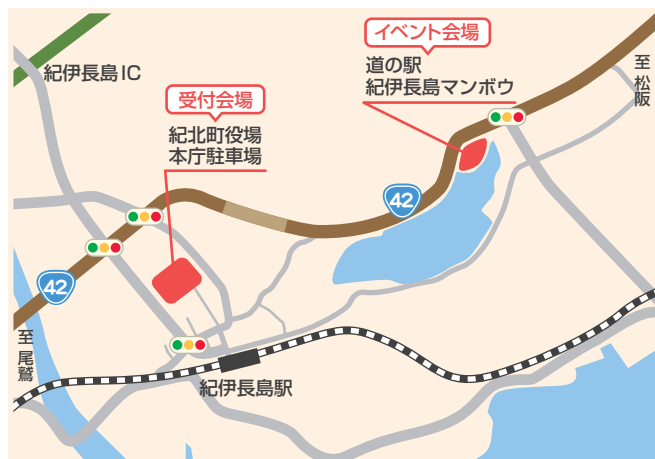 イベント会場
道の駅
紀伊長島マンボウ
至 松阪
紀伊長島IC
受付会場
紀北町役場
本庁駐車場
42
42
至 尾鷲
紀伊長島駅